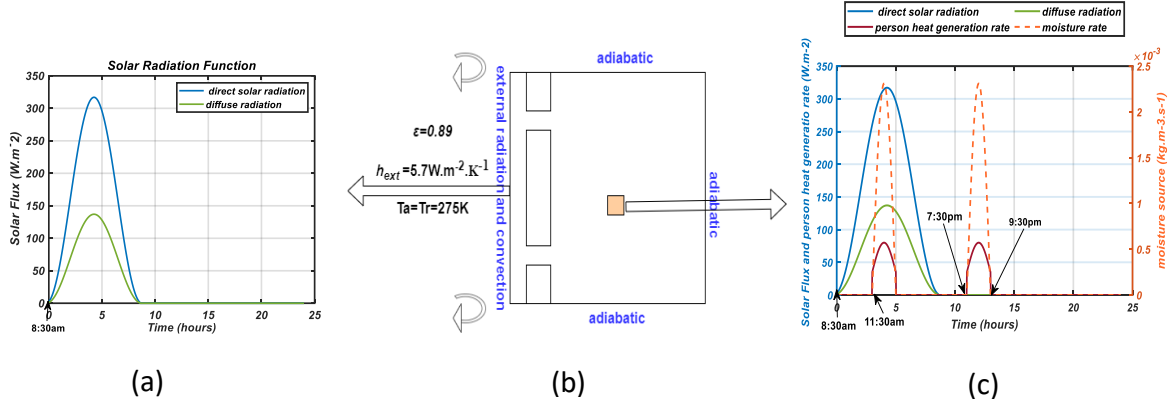 Solar Radiation Function
direct solar radiation
diffuse radiation
Solar Flux (W.m^2)
350
300
250
200
150
100
50
0
0
5
10
15
20
25
8:30am
Time (hours)
(a)
adiabatic
external radiation and convection
ε=0.89
h_ext =5.7W.m⁻².K⁻¹
Ta=Tr=275K
adiabatic
adiabatic
(b)
direct solar radiation
diffuse radiation
person heat generation rate
moisture rate
Solar Flux and person heat generatio rate (W.m-2)
350
300
250
200
150
100
50
0
×10⁻³
2.5
2
1.5
1
0.5
0
moisture source (kg.m-3.s-1)
7:30pm
9:30pm
0
5
10
15
20
25
8:30am
11:30am
Time (hours)
(c)